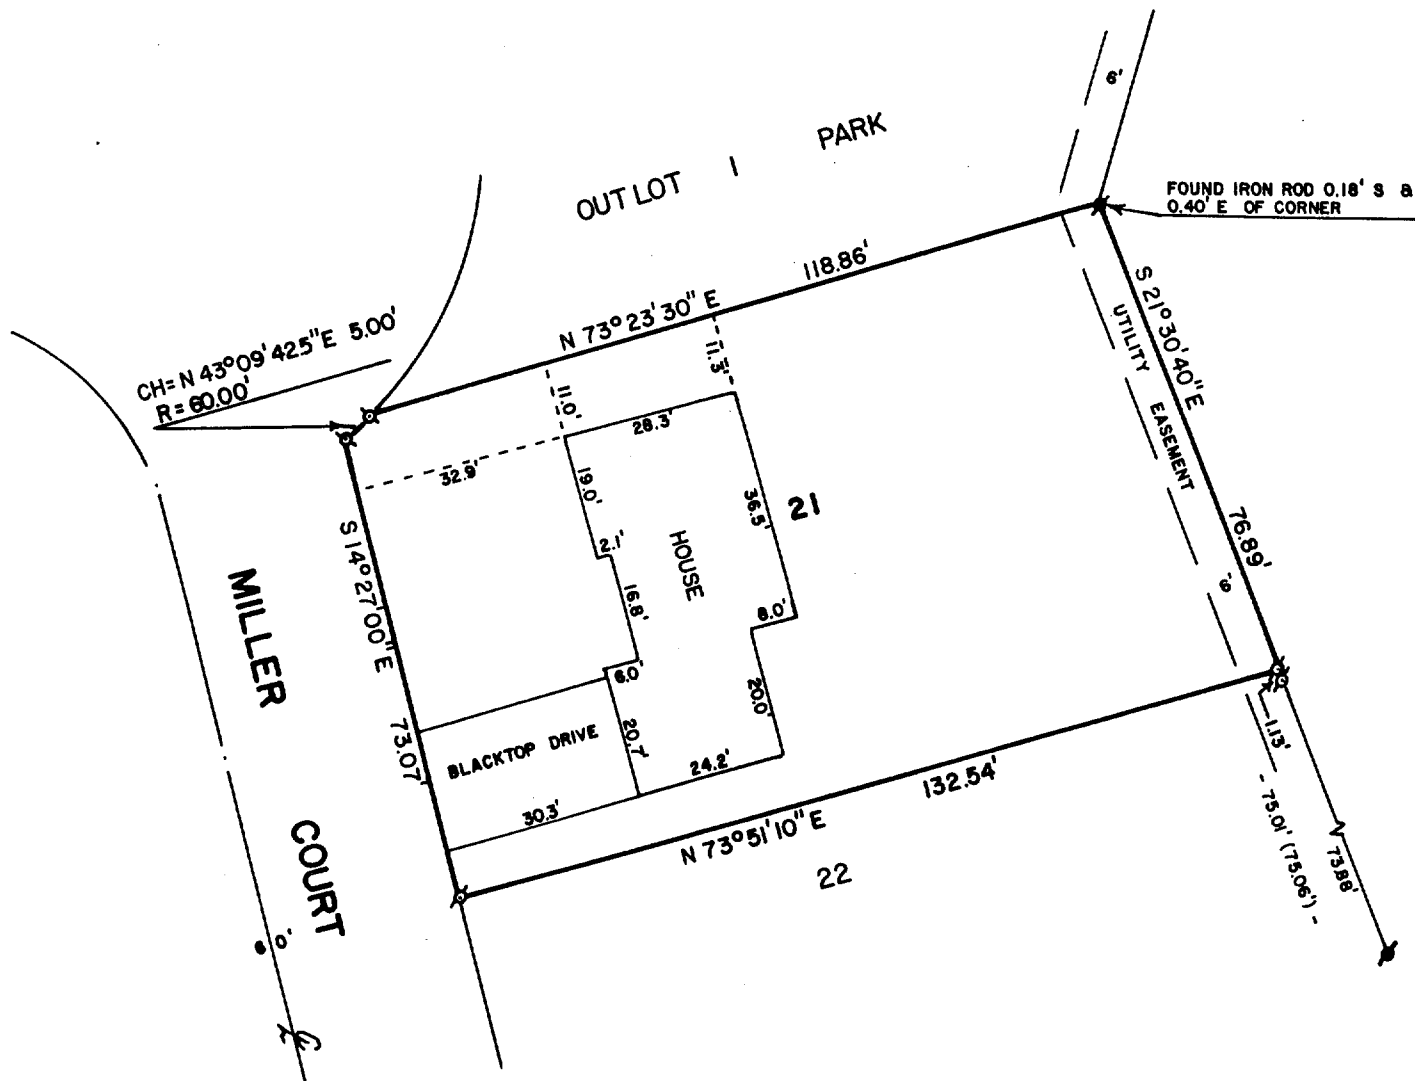 6'
OUTLOT 1 PARK
FOUND IRON ROD 0.18' S &
0.40' E OF CORNER
118.86'
N 73°23'30" E
CH= N 43°09'42.5"E 5.00'
R = 60.00'
S 21°30'40" E
76.89'
UTILITY EASEMENT
6'
11.0'
11.3'
28.3'
32.9'
19.0'
36.5'
21
2.1'
HOUSE
16.8'
8.0'
6.0'
20.0'
20.7'
24.2'
S 14°27'00" E
73.07'
MILLER COURT
BLACKTOP DRIVE
30.3'
N 73°51'10" E
132.54'
22
1.13'
- 75.01' (75.06') -
73.88'